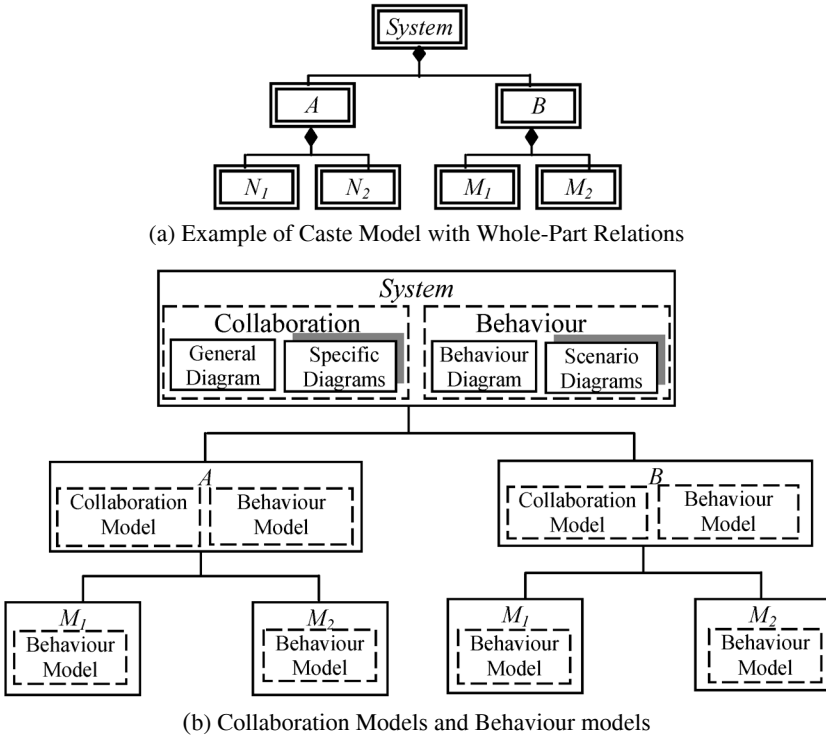 System
A
B
N1
N2
M1
M2
(a) Example of Caste Model with Whole-Part Relations
System
Collaboration
Behaviour
General
Diagram
Specific
Diagrams
Behaviour
Diagram
Scenario
Diagrams
A
Collaboration
Model
Behaviour
Model
B
Collaboration
Model
Behaviour
Model
M1
Behaviour
Model
M2
Behaviour
Model
M1
Behaviour
Model
M2
Behaviour
Model
(b) Collaboration Models and Behaviour models